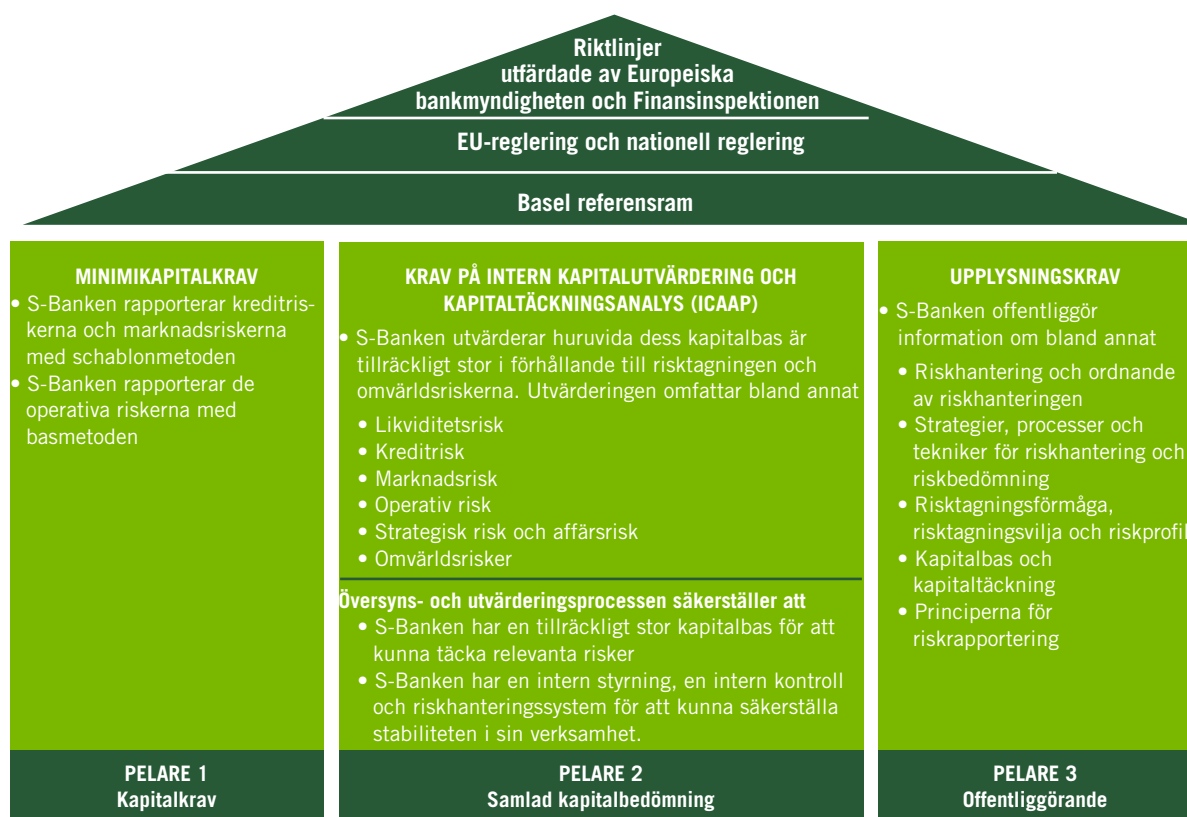 Riktlinjer
utfärdade av Europeiska
bankmyndigheten och Finansinspektionen
EU-reglering och nationell reglering
Basel referensram
MINIMIKAPITALKRAV
• S-Banken rapporterar kreditris-
kerna och marknadsriskerna
med schablonmetoden
• S-Banken rapporterar de
operativa riskerna med
basmetoden
PELARE 1
Kapitalkrav
KRAV PÅ INTERN KAPITALUTVÄRDERING OCH
KAPITALTÄCKNINGSANALYS (ICAAP)
• S-Banken utvärderar huruvida dess kapitalbas är
tillräckligt stor i förhållande till risktagningen och
omvärldsriskerna. Utvärderingen omfattar bland annat
• Likviditetsrisk
• Kreditrisk
• Marknadsrisk
• Operativ risk
• Strategisk risk och affärsrisk
• Omvärldsrisker
Översyns- och utvärderingsprocessen säkerställer att
• S-Banken har en tillräckligt stor kapitalbas för att
kunna täcka relevanta risker
• S-Banken har en intern styrning, en intern kontroll
och riskhanteringssystem för att kunna säkerställa
stabiliteten i sin verksamhet.
PELARE 2
Samlad kapitalbedömning
UPPLYSNINGSKRAV
• S-Banken offentliggör
information om bland annat
• Riskhantering och ordnande
av riskhanteringen
• Strategier, processer och
tekniker för riskhantering och
riskbedömning
• Risktagningsförmåga,
risktagningsvilja och riskprofil
• Kapitalbas och
kapitaltäckning
• Principerna för
riskrapportering
PELARE 3
Offentliggörande